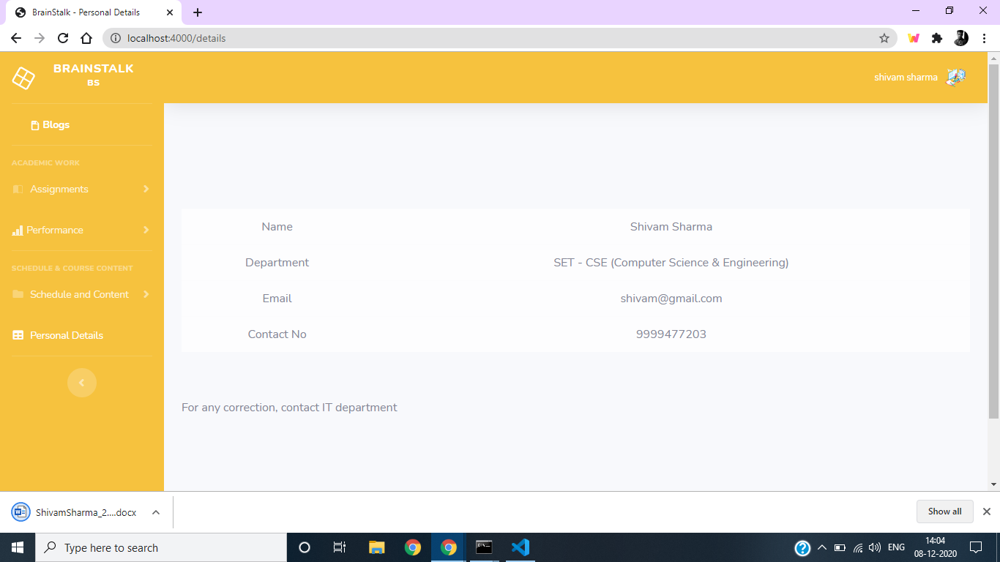 BrainStalk - Personal Details
localhost:4000/details
BRAINSTALK
BS
shivam sharma
Blogs
ACADEMIC WORK
Assignments
Performance
SCHEDULE & COURSE CONTENT
Schedule and Content
Personal Details
Name Shivam Sharma
Department SET - CSE (Computer Science & Engineering)
Email shivam@gmail.com
Contact No 9999477203
For any correction, contact IT department
ShivamSharma_2....docx
Show all
Type here to search
ENG
14:04
08-12-2020